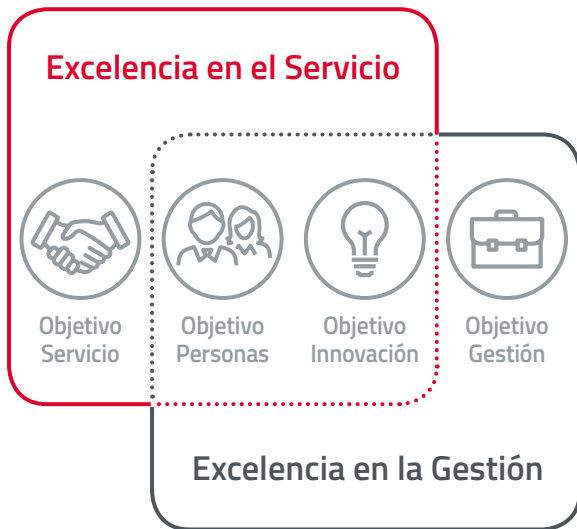 Excelencia en el Servicio
Objetivo
Servicio
Objetivo
Personas
Objetivo
Innovación
Objetivo
Gestión
Excelencia en la Gestión